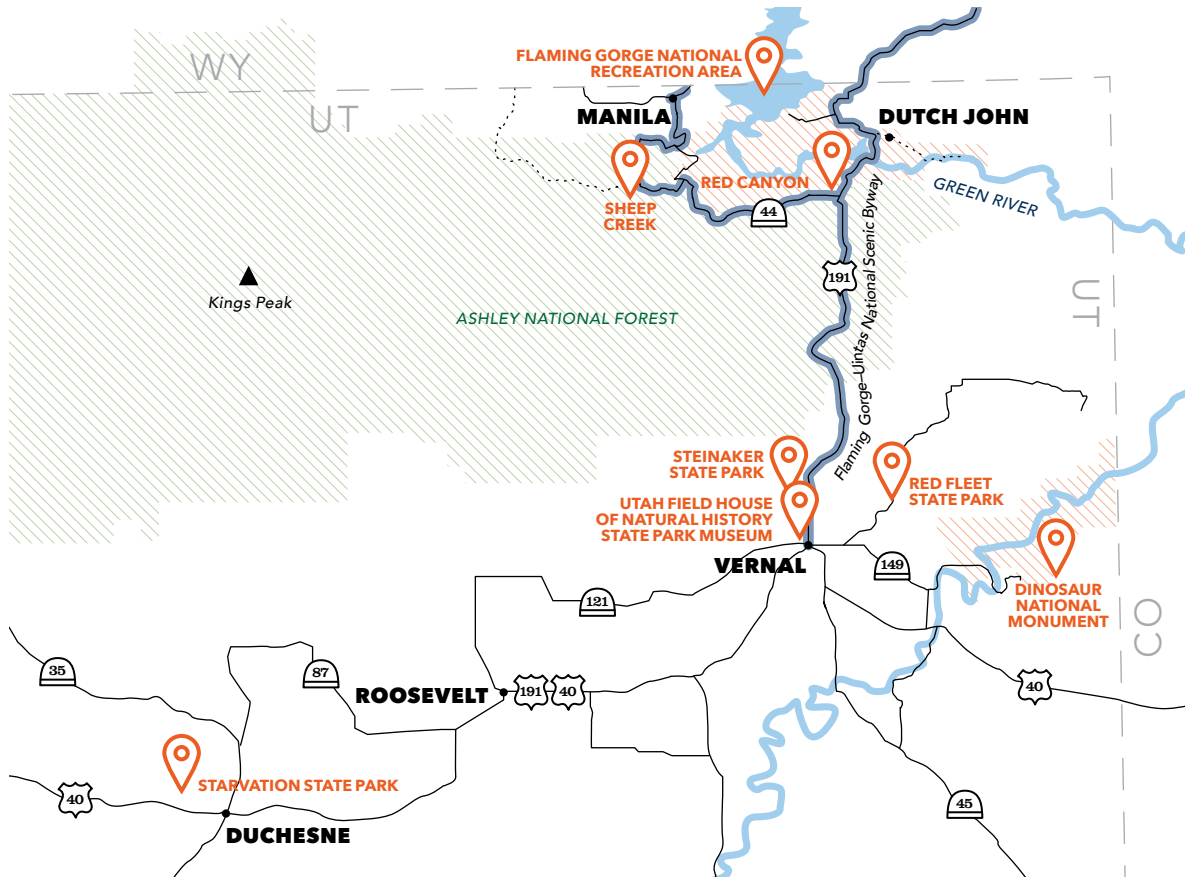 FLAMING GORGE NATIONAL
RECREATION AREA
WY
UT
MANILA
DUTCH JOHN
RED CANYON
SHEEP
CREEK
44
GREEN RIVER
191
Flaming Gorge–Uintas National Scenic Byway
Kings Peak
ASHLEY NATIONAL FOREST
UT
CO
STEINAKER
STATE PARK
RED FLEET
STATE PARK
UTAH FIELD HOUSE
OF NATURAL HISTORY
STATE PARK MUSEUM
VERNAL
149
DINOSAUR
NATIONAL
MONUMENT
121
35
87
ROOSEVELT
191
40
40
STARVATION STATE PARK
40
DUCHESNE
45